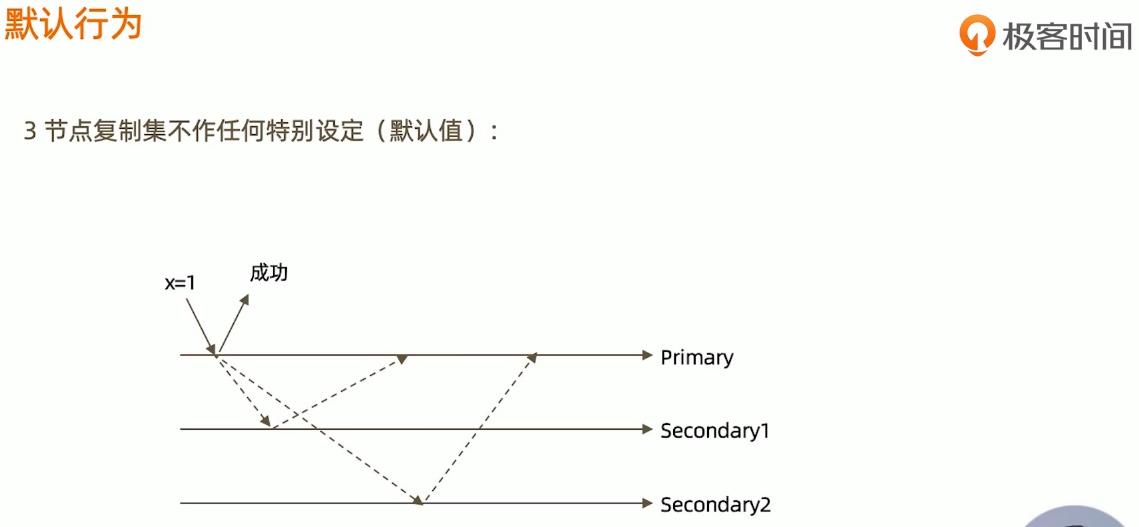 默认行为
极客时间
3 节点复制集不作任何特别设定（默认值）：
x=1
成功
Primary
Secondary1
Secondary2